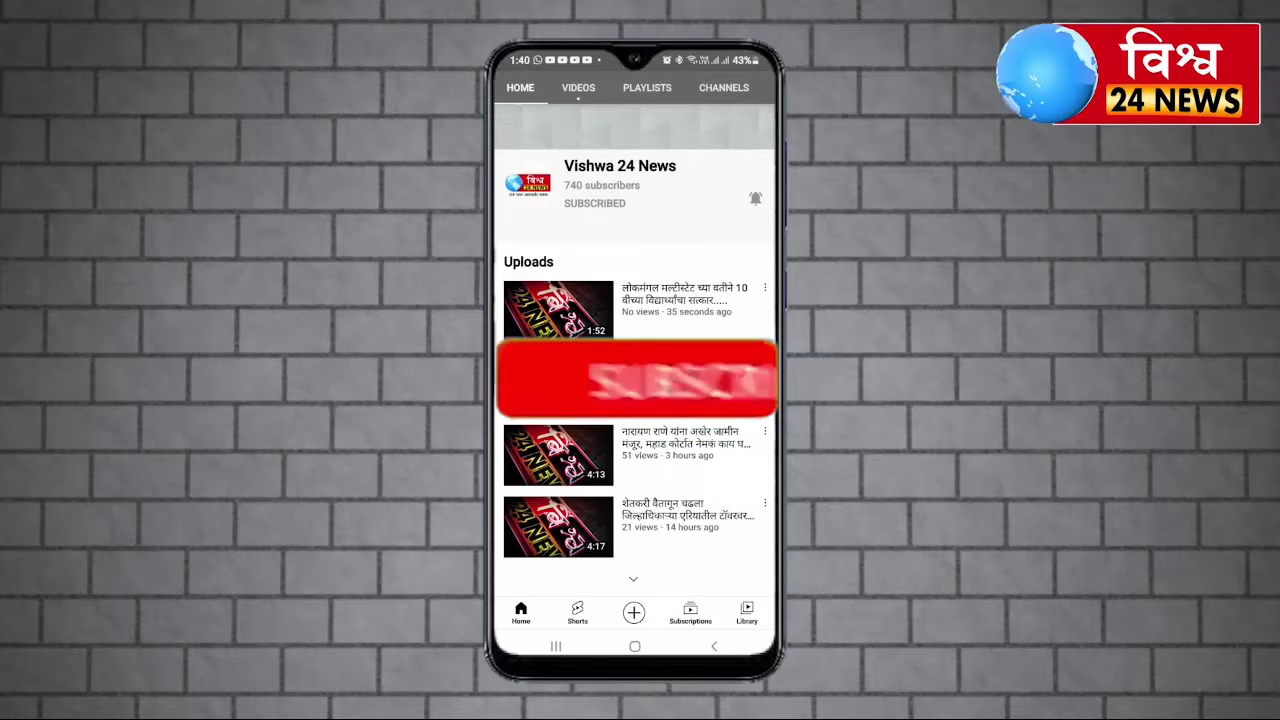 विश्व
24 NEWS
1:40
43%
HOME VIDEOS PLAYLISTS CHANNELS
Vishwa 24 News
740 subscribers
SUBSCRIBED
विश्व
24 NEWS
Uploads
लोकमंगल मल्टीस्टेट च्या वतीने 10
वीच्या विद्यार्थ्यांचा सत्कार.....
No views · 35 seconds ago
1:52
नारायण राणे यांना अखेर जामीन
मंजूर, महाड कोर्टात नेमकं काय घ...
51 views · 3 hours ago
4:13
शेतकरी वैतागून चढला
जिल्हाधिकाऱ्या एरियातील टॉवरवर...
21 views · 14 hours ago
4:17
Home Shorts Subscriptions Library